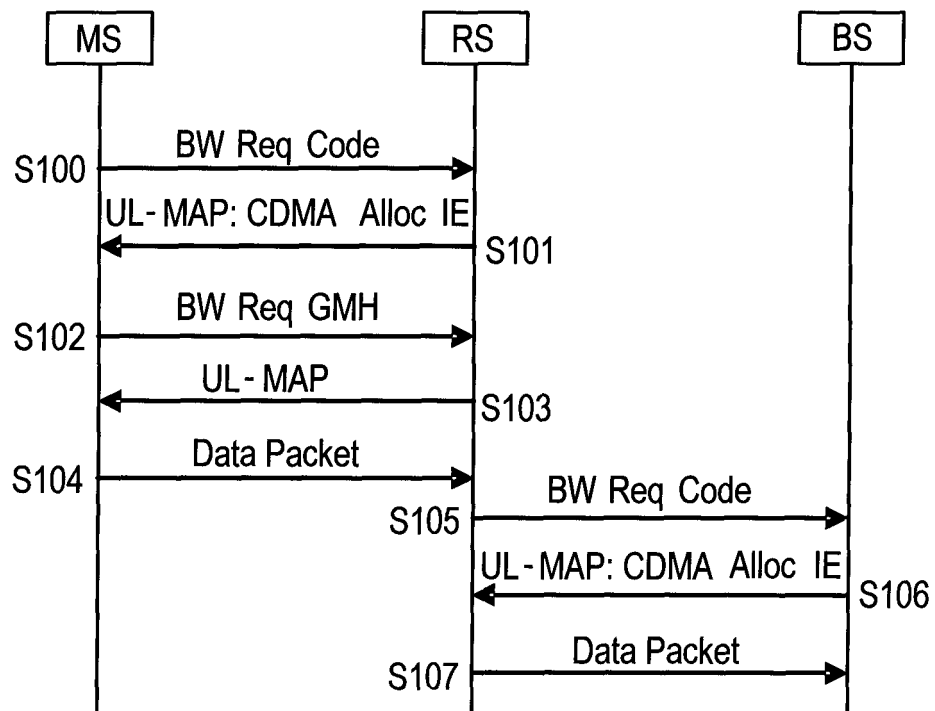 MS RS BS
BW Req Code
S100
UL-MAP: CDMA Alloc IE
S101
BW Req GMH
S102
UL-MAP
S103
Data Packet
S104
BW Req Code
S105
UL-MAP: CDMA Alloc IE
S106
Data Packet
S107